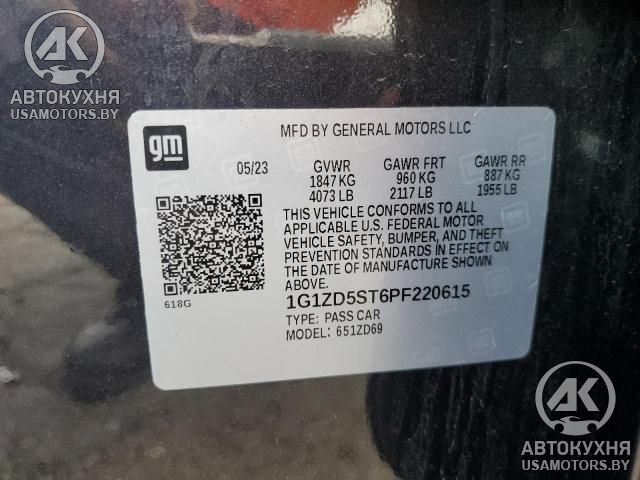 AK
АВТОКУХНЯ
USAMOTORS.BY
gm
MFD BY GENERAL MOTORS LLC
05/23 GVWR GAWR FRT GAWR RR
1847 KG 960 KG 887 KG
4073 LB 2117 LB 1955 LB
THIS VEHICLE CONFORMS TO ALL
APPLICABLE U.S. FEDERAL MOTOR
VEHICLE SAFETY, BUMPER, AND THEFT
PREVENTION STANDARDS IN EFFECT ON
THE DATE OF MANUFACTURE SHOWN
ABOVE.
618G
1G1ZD5ST6PF220615
TYPE: PASS CAR
MODEL: 651ZD69
AK
АВТОКУХНЯ
USAMOTORS.BY